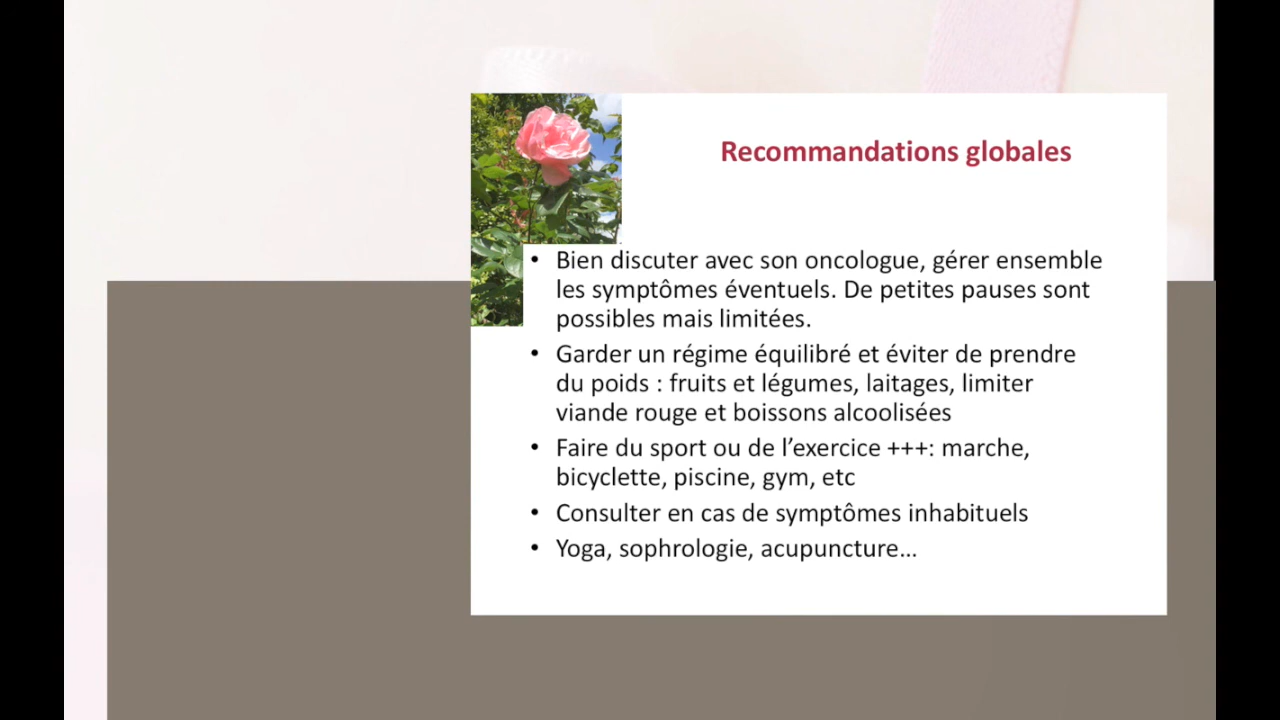 Recommandations globales
• Bien discuter avec son oncologue, gérer ensemble
les symptômes éventuels. De petites pauses sont
possibles mais limitées.
• Garder un régime équilibré et éviter de prendre
du poids : fruits et légumes, laitages, limiter
viande rouge et boissons alcoolisées
• Faire du sport ou de l’exercice +++: marche,
bicyclette, piscine, gym, etc
• Consulter en cas de symptômes inhabituels
• Yoga, sophrologie, acupuncture…